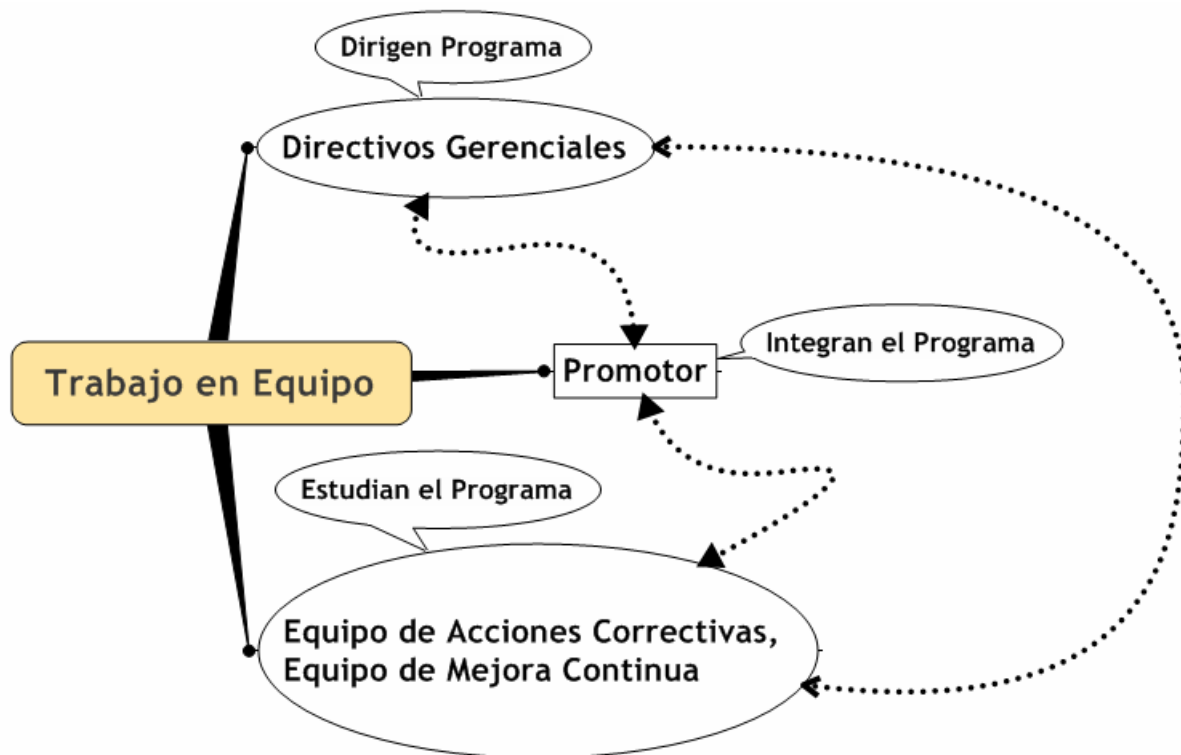 Dirigen Programa
Directivos Gerenciales
Trabajo en Equipo
Promotor
Integran el Programa
Estudian el Programa
Equipo de Acciones Correctivas,
Equipo de Mejora Continua